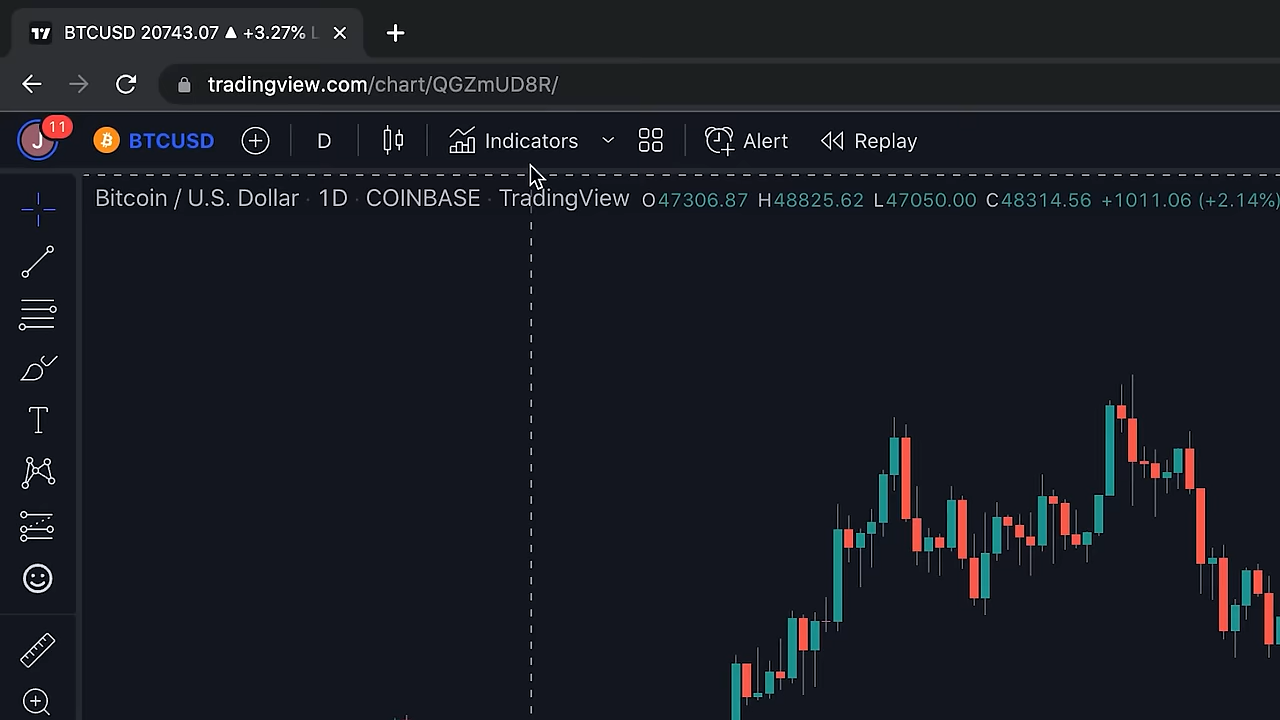 BTCUSD 20743.07 ▲ +3.27%
tradingview.com/chart/QGZmUD8R/
J 11 BTCUSD D Indicators Alert Replay
Bitcoin / U.S. Dollar · 1D · COINBASE · TradingView O47306.87 H48825.62 L47050.00 C48314.56 +1011.06 (+2.14%)
T